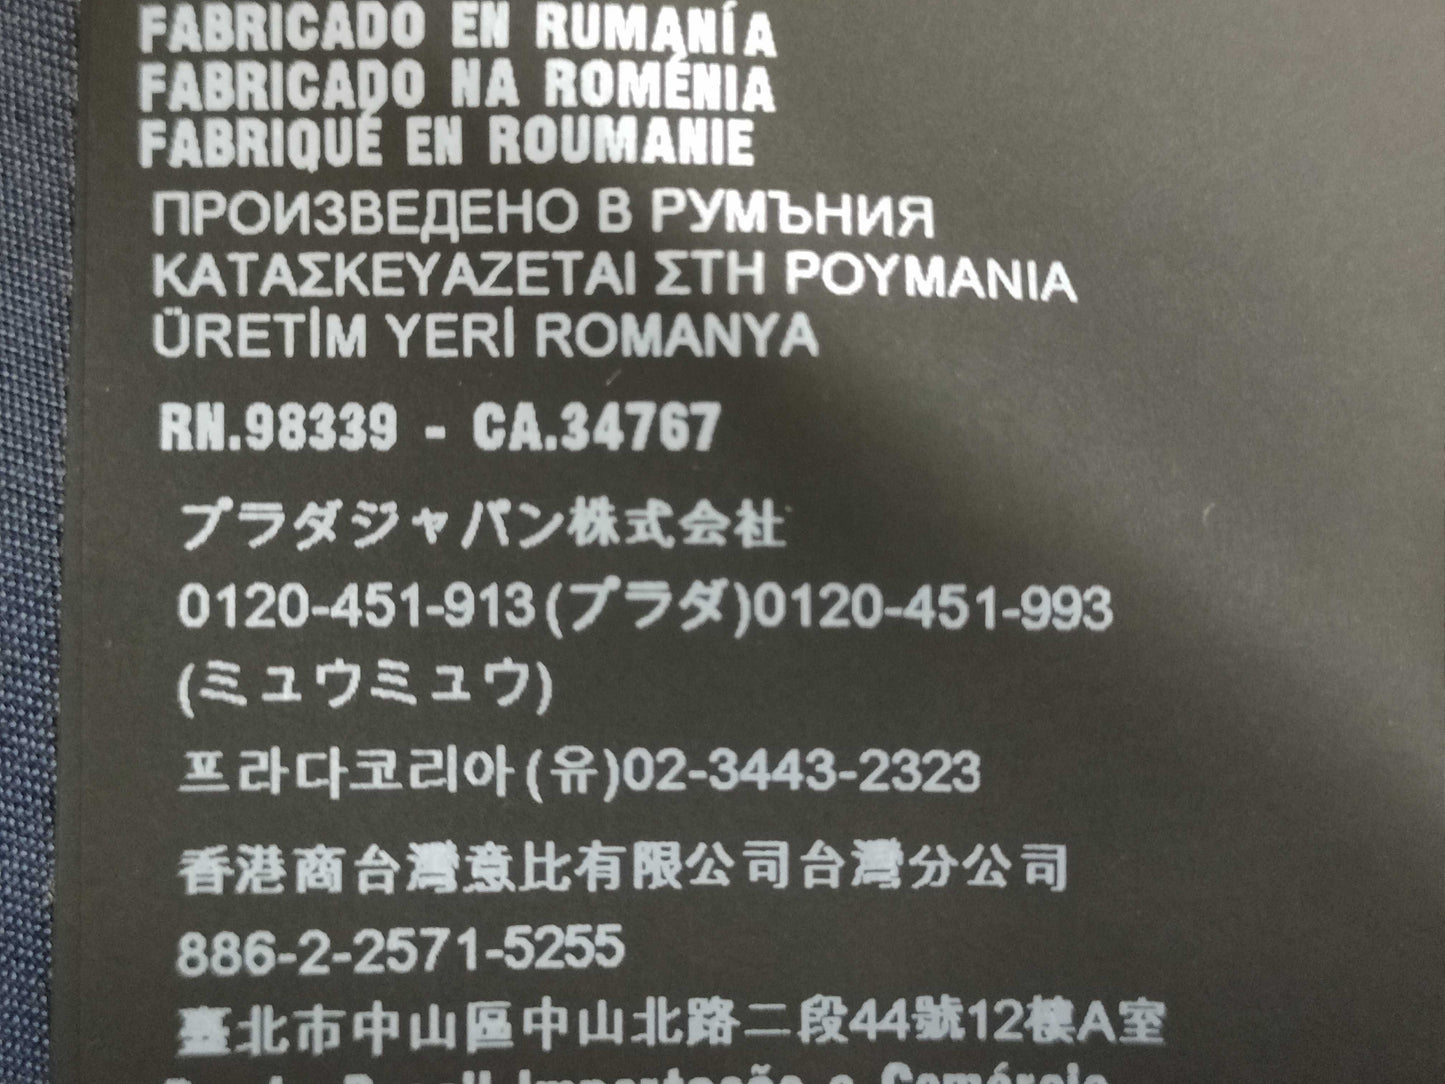 FABRICADO EN RUMANÍA
FABRICADO NA ROMÉNIA
FABRIQUÉ EN ROUMANIE
ПРОИЗВЕДЕНО В РУМЪНИЯ
ΚΑΤΑΣΚΕΥΑΖΕΤΑΙ ΣΤΗ ΡΟΥΜΑΝΙΑ
ÜRETİM YERİ ROMANYA
RN.98339 - CA.34767
プラダジャパン株式会社
0120-451-913(プラダ)0120-451-993
(ミュウミュウ)
프라다코리아(유)02-3443-2323
香港商台灣意比有限公司台灣分公司
886-2-2571-5255
臺北市中山區中山北路二段44號12樓A室
Importação e Comércio